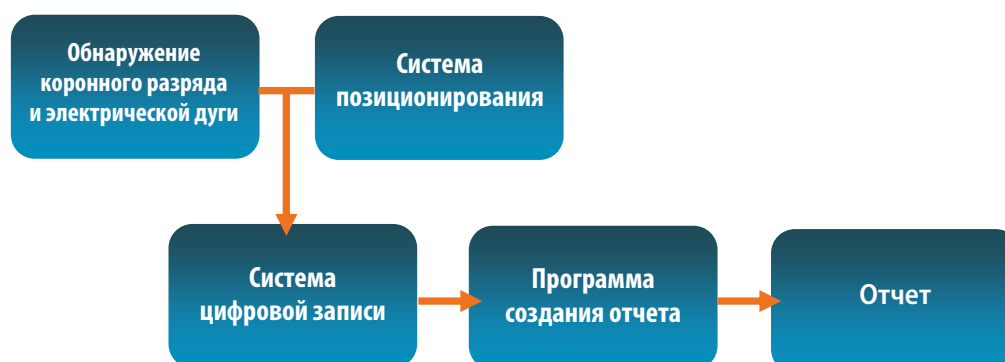 Обнаружение
коронного разряда
и электрической дуги
Система
позиционирования
Система
цифровой записи
Программа
создания отчета
Отчет